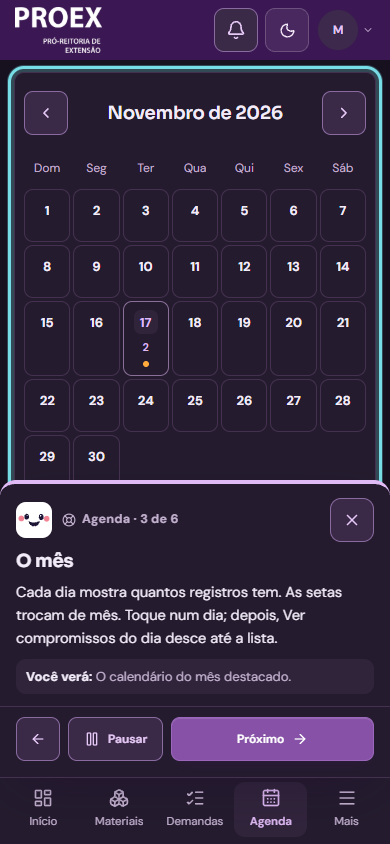 PROEX
PRÓ-REITORIA DE
EXTENSÃO
M
Novembro de 2026
Dom Seg Ter Qua Qui Sex Sáb
1 2 3 4 5 6 7
8 9 10 11 12 13 14
15 16 17 18 19 20 21
2
22 23 24 25 26 27 28
29 30
Agenda · 3 de 6
O mês
Cada dia mostra quantos registros tem. As setas
trocam de mês. Toque num dia; depois, Ver
compromissos do dia desce até a lista.
Você verá: O calendário do mês destacado.
Pausar
Próximo
Início Materiais Demandas Agenda Mais